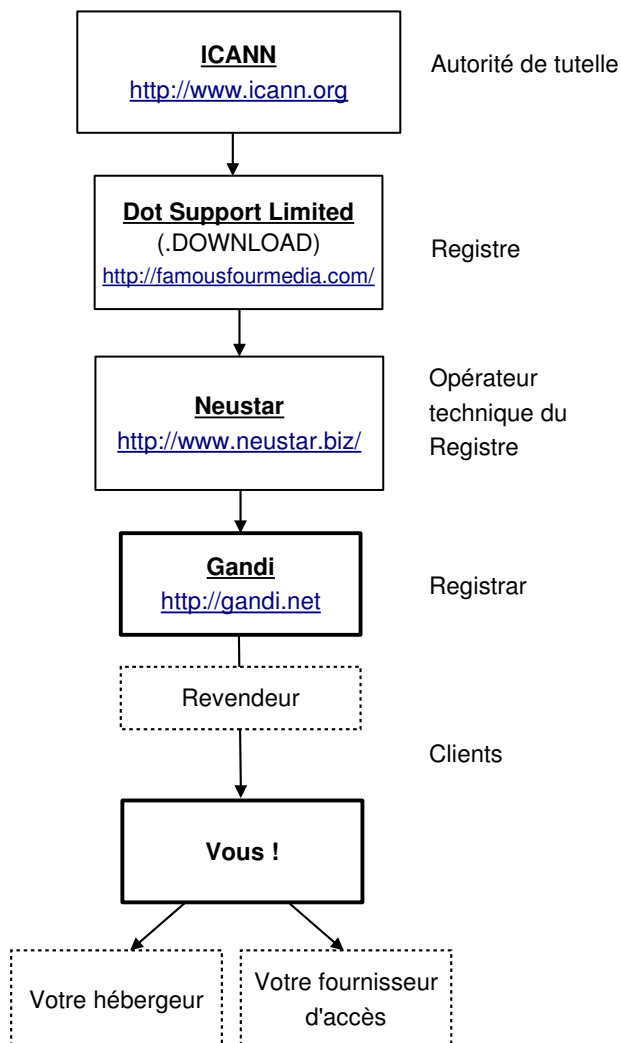 ICANN
http://www.icann.org
Autorité de tutelle
Dot Support Limited
(.DOWNLOAD)
http://famousfourmedia.com/
Registre
Neustar
http://www.neustar.biz/
Opérateur
technique du
Registre
Gandi
http://gandi.net
Registrar
Revendeur
Clients
Vous !
Votre hébergeur
Votre fournisseur
d'accès